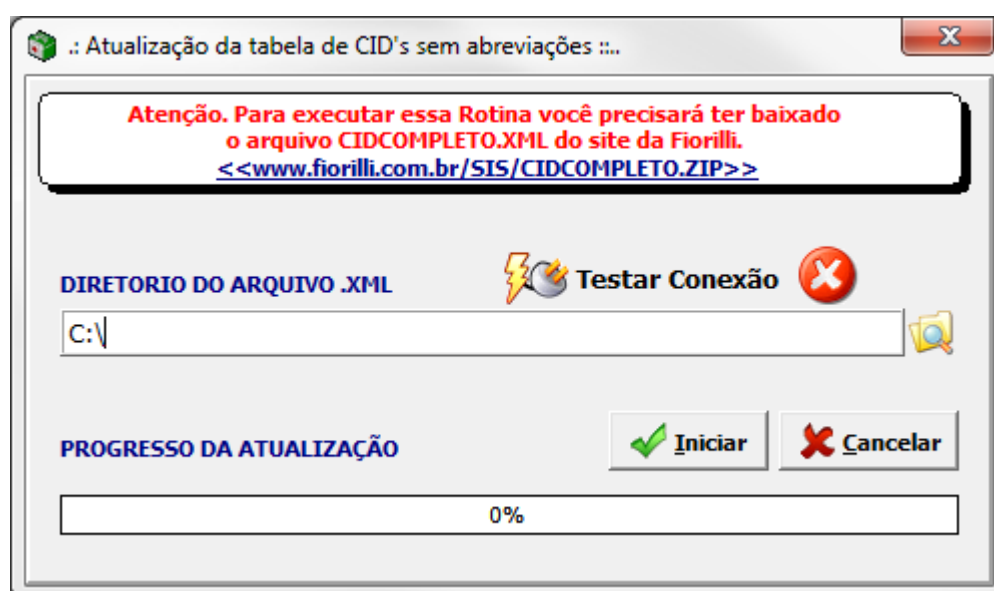 .: Atualização da tabela de CID's sem abreviações ::..
Atenção. Para executar essa Rotina você precisará ter baixado
o arquivo CIDCOMPLETO.XML do site da Fiorilli.
<<www.fiorilli.com.br/SIS/CIDCOMPLETO.ZIP>>
DIRETORIO DO ARQUIVO .XML
Testar Conexão
C:\
PROGRESSO DA ATUALIZAÇÃO
Iniciar
Cancelar
0%